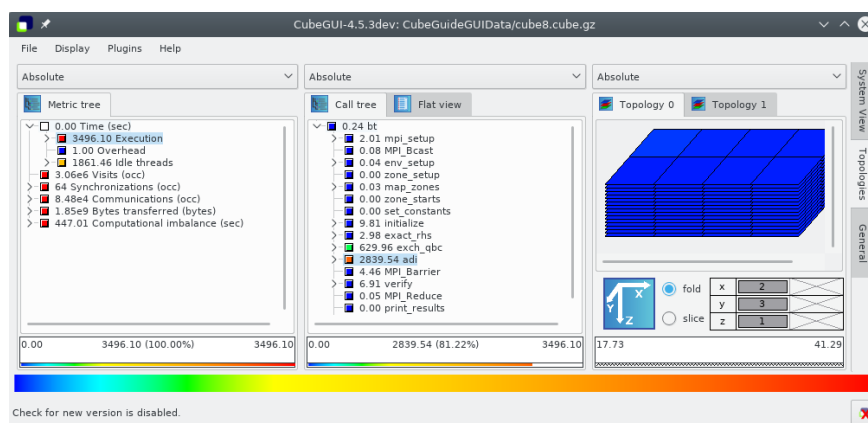 CubeGUI-4.5.3dev: CubeGuideGUIData/cube8.cube.gz
File Display Plugins Help
Absolute
Absolute
Absolute
Metric tree
0.00 Time (sec)
3496.10 Execution
1.00 Overhead
1861.46 Idle threads
3.06e6 Visits (occ)
64 Synchronizations (occ)
8.48e4 Communications (occ)
1.85e9 Bytes transferred (bytes)
447.01 Computational imbalance (sec)
0.00 3496.10 (100.00%) 3496.10
Call tree Flat view
0.24 bt
2.01 mpi_setup
0.08 MPI_Bcast
0.04 env_setup
0.00 zone_setup
0.03 map_zones
0.00 zone_starts
0.00 set_constants
9.81 initialize
2.98 exact_rhs
629.96 exch_qbc
2839.54 adi
4.46 MPI_Barrier
6.91 verify
0.05 MPI_Reduce
0.00 print_results
0.00 2839.54 (81.22%) 3496.10
Topology 0 Topology 1
X
Y
Z
fold
slice
x 2
y 3
z 1
17.73 41.29
System View
Topologies
General
Check for new version is disabled.